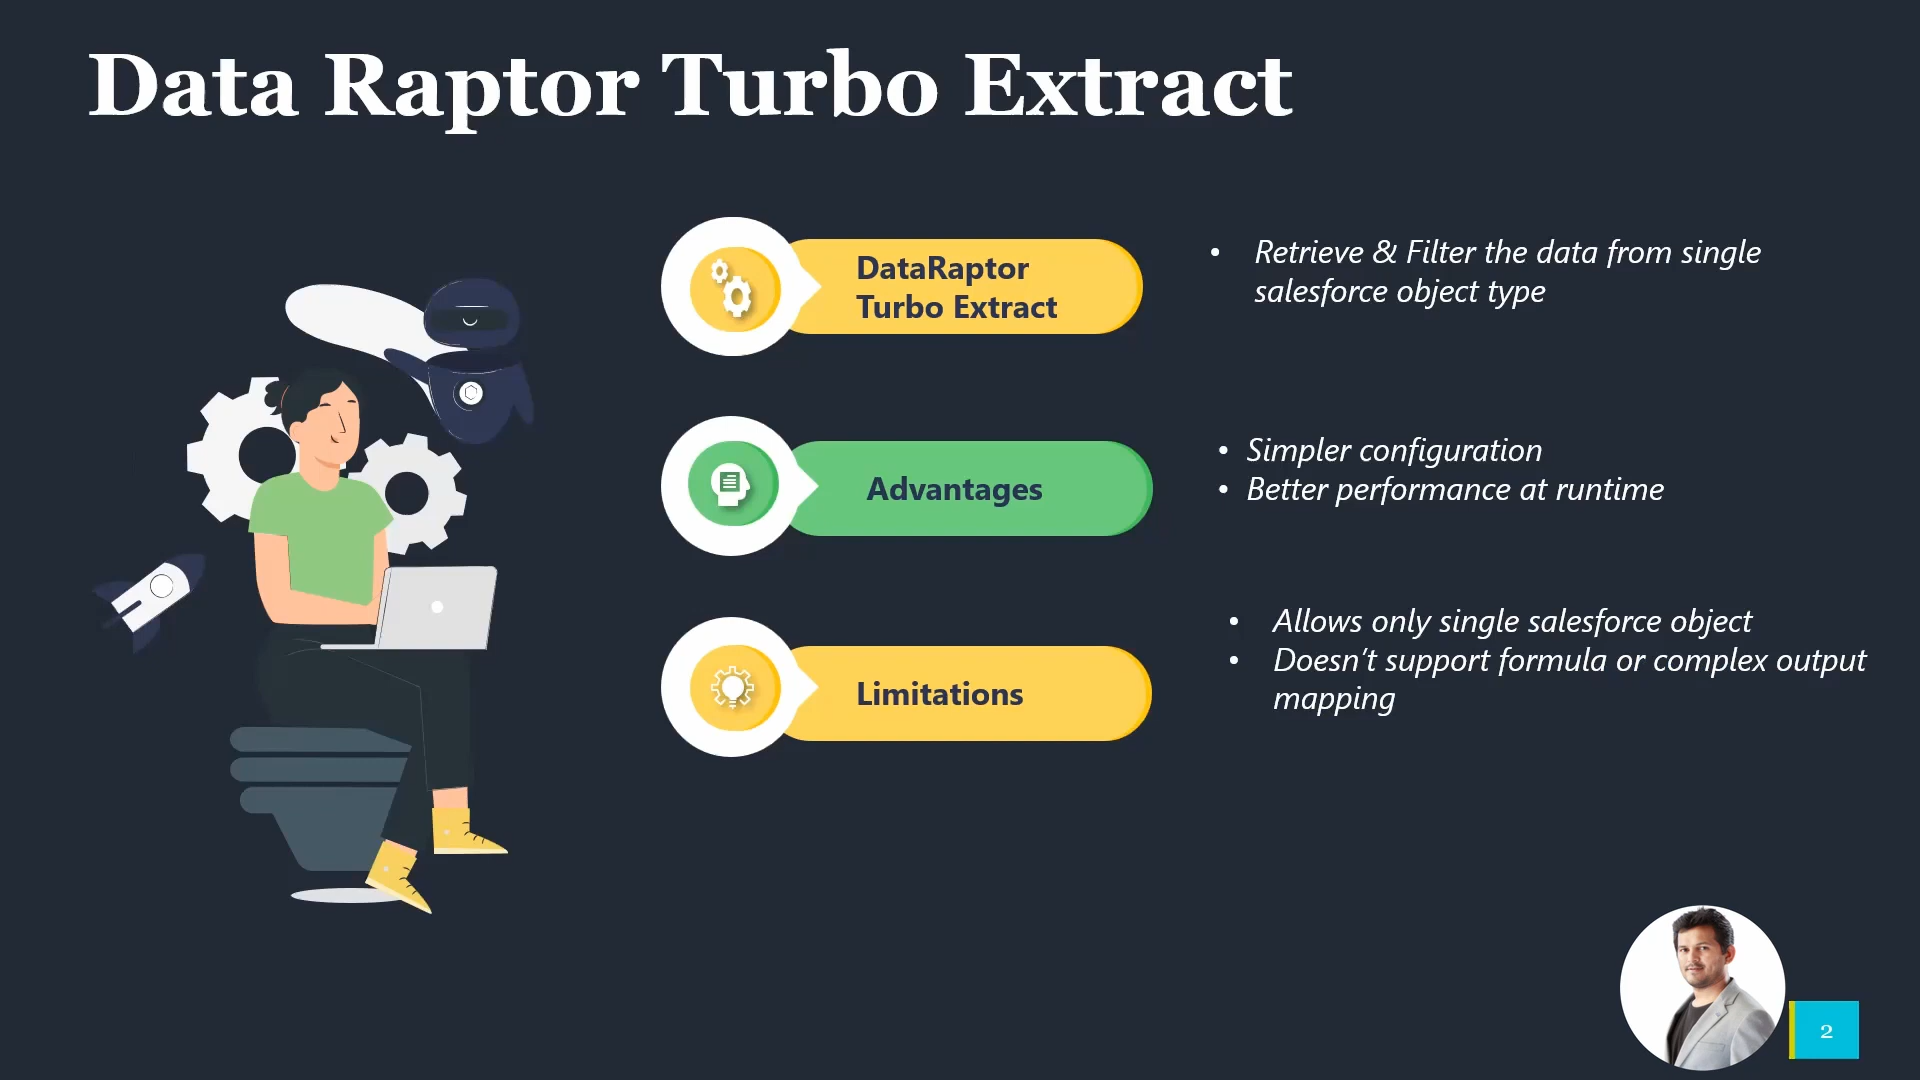 Data Raptor Turbo Extract
DataRaptor
Turbo Extract
• Retrieve & Filter the data from single
salesforce object type
Advantages
• Simpler configuration
• Better performance at runtime
Limitations
• Allows only single salesforce object
• Doesn’t support formula or complex output
mapping
2